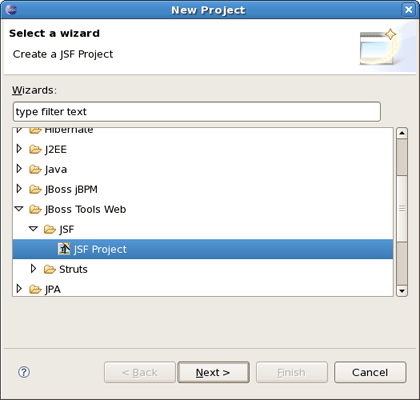 New Project
Select a wizard
Create a JSF Project
Wizards:
type filter text
Hibernate
J2EE
Java
JBoss jBPM
JBoss Tools Web
JSF
JSF Project
Struts
JPA
?
< Back
Next >
Finish
Cancel